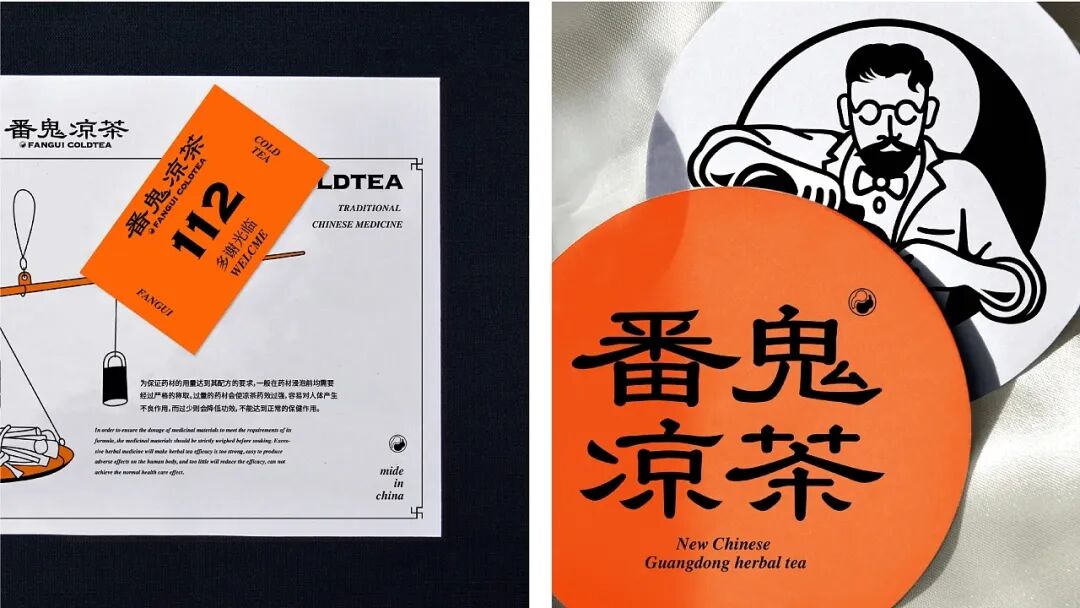 番鬼凉茶
FANGUI COLDTEA
LDTEA
TRADITIONAL
CHINESE MEDICINE
番鬼凉茶
FANGUI COLDTEA
COLD
TEA
112
多谢光临
WELCME
FANGUI
为保证药材的用量达到其配方的要求，一般在药材浸泡前均需要
经过严格的称取。过量的药材会使凉茶药效过强，容易对人体产生
不良作用，而过少则会降低功效，不能达到正常的保健作用。
In order to ensure the dosage of medicinal materials to meet the requirements of its
formula, the medicinal materials should be strictly weighed before soaking. Exces-
sive herbal medicine will make herbal tea efficacy is too strong, easy to produce
adverse effects on the human body, and too little will reduce the efficacy, can not
achieve the normal health care effect.
mide
in
china
番鬼
凉茶
New Chinese
Guangdong herbal tea